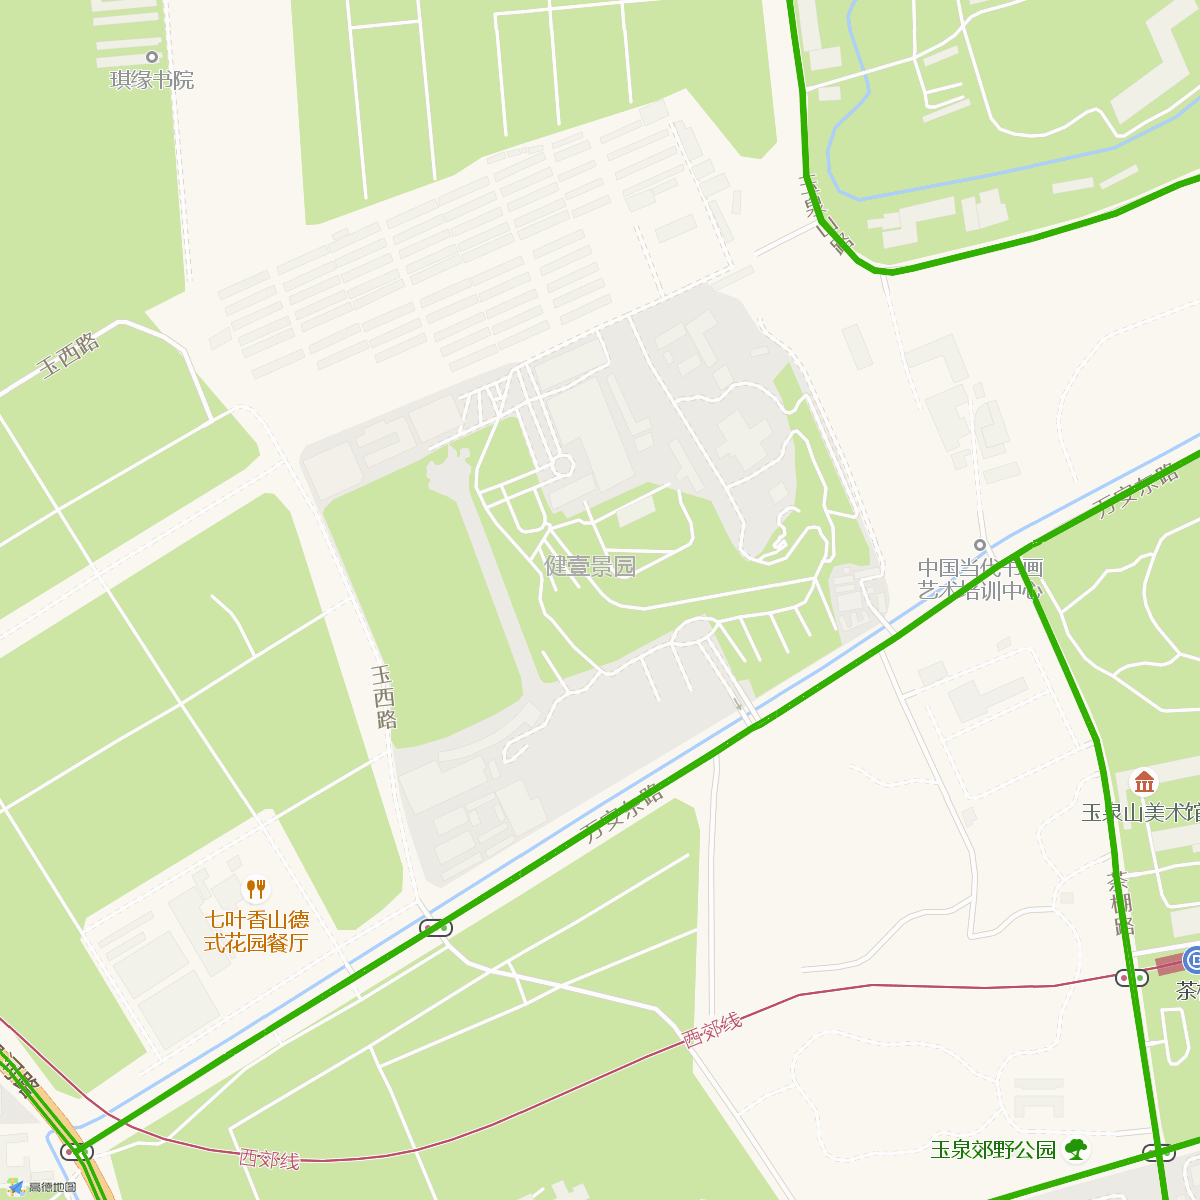 琪缘书院
玉西路
万安东路
健壹景园
中国当代书画
艺术培训中心
玉西路
万安东路
玉泉山美术馆
茶棚路
七叶香山德
式花园餐厅
西郊线
玉泉郊野公园
西郊线
高德地图